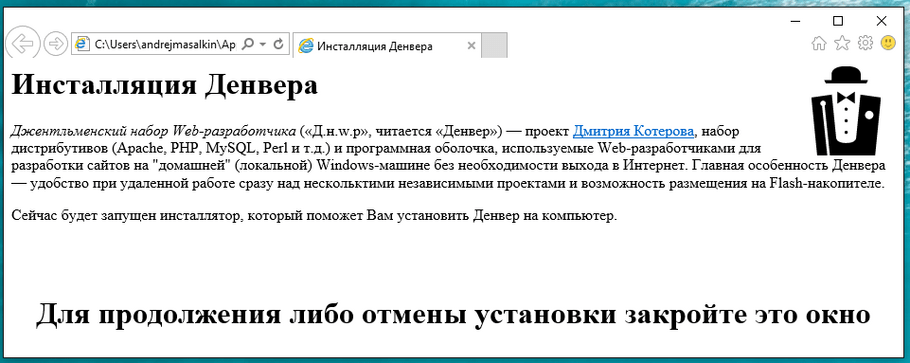 C:\Users\andrejmasalkin\Ap
Инсталляция Денвера
Инсталляция Денвера
Джентльменский набор Web-разработчика («Д.н.w.р», читается «Денвер») — проект Дмитрия Котерова, набор
дистрибутивов (Apache, PHP, MySQL, Perl и т.д.) и программная оболочка, используемые Web-разработчиками для
разработки сайтов на "домашней" (локальной) Windows-машине без необходимости выхода в Интернет. Главная особенность Денвера
— удобство при удаленной работе сразу над нескольктими независимыми проектами и возможность размещения на Flash-накопителе.
Сейчас будет запущен инсталлятор, который поможет Вам установить Денвер на компьютер.
Для продолжения либо отмены установки закройте это окно